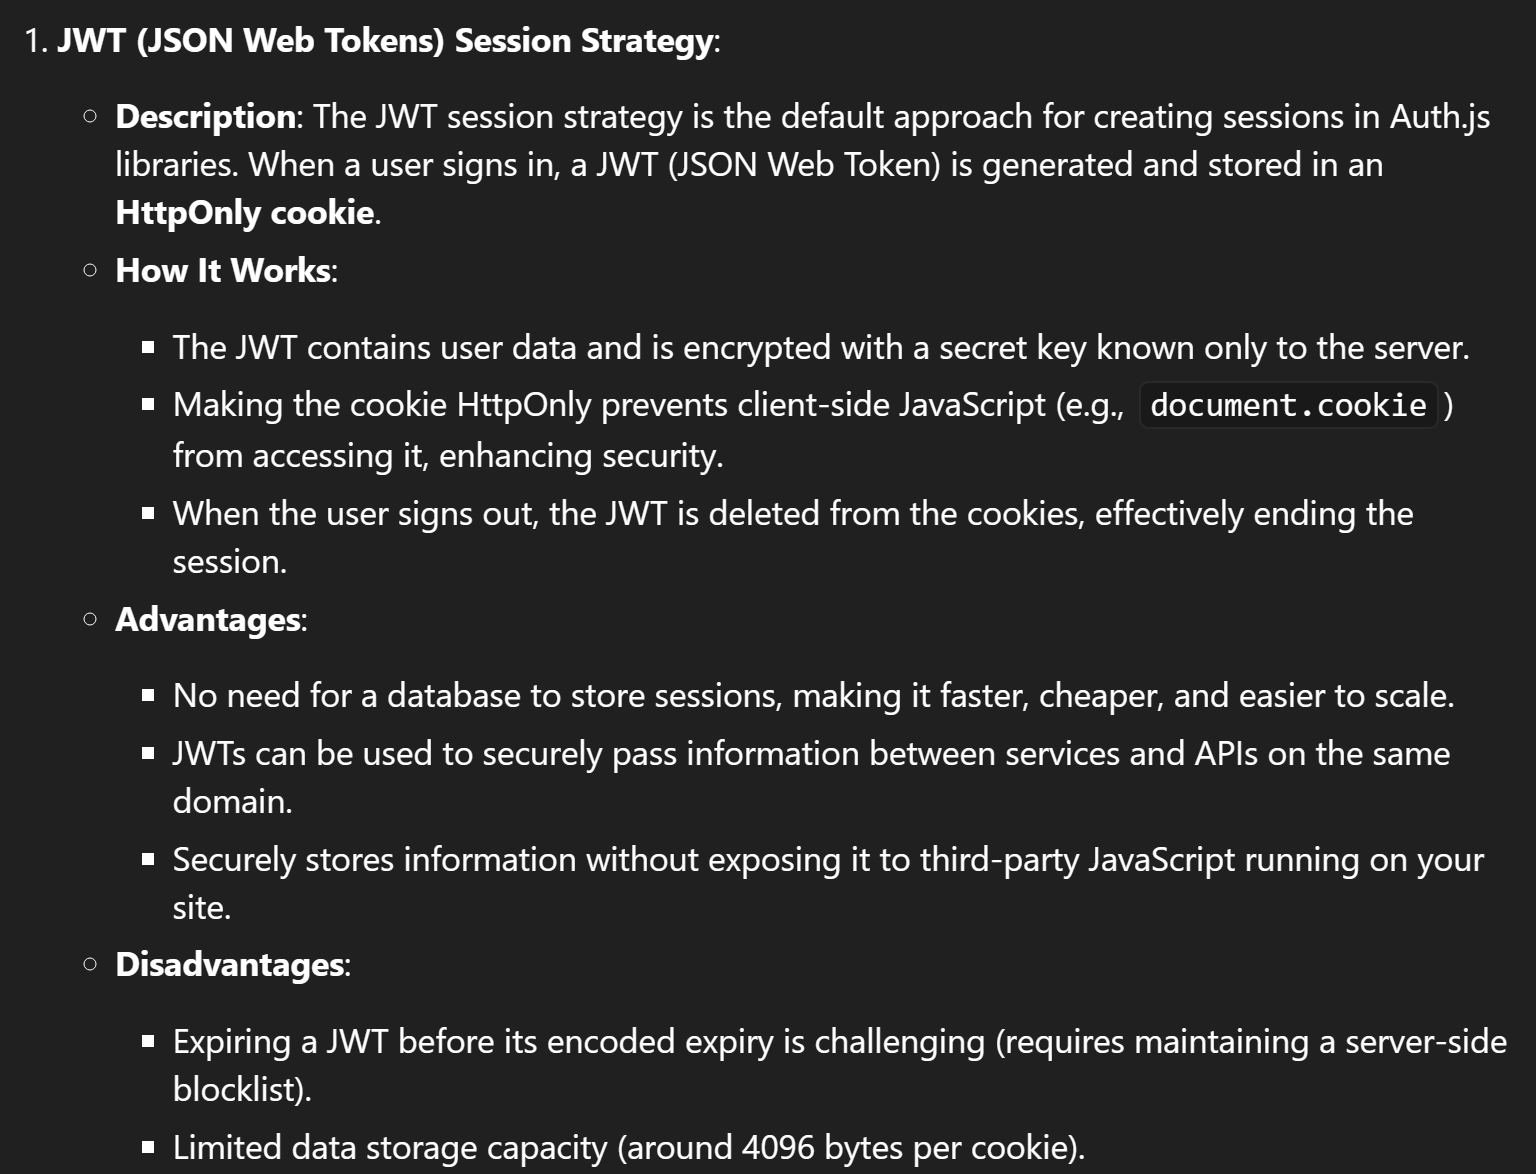 1. JWT (JSON Web Tokens) Session Strategy:
Description: The JWT session strategy is the default approach for creating sessions in Auth.js
libraries. When a user signs in, a JWT (JSON Web Token) is generated and stored in an
HttpOnly cookie.
How It Works:
The JWT contains user data and is encrypted with a secret key known only to the server.
Making the cookie HttpOnly prevents client-side JavaScript (e.g., document.cookie )
from accessing it, enhancing security.
When the user signs out, the JWT is deleted from the cookies, effectively ending the
session.
Advantages:
No need for a database to store sessions, making it faster, cheaper, and easier to scale.
JWTs can be used to securely pass information between services and APIs on the same
domain.
Securely stores information without exposing it to third-party JavaScript running on your
site.
Disadvantages:
Expiring a JWT before its encoded expiry is challenging (requires maintaining a server-side
blocklist).
Limited data storage capacity (around 4096 bytes per cookie).